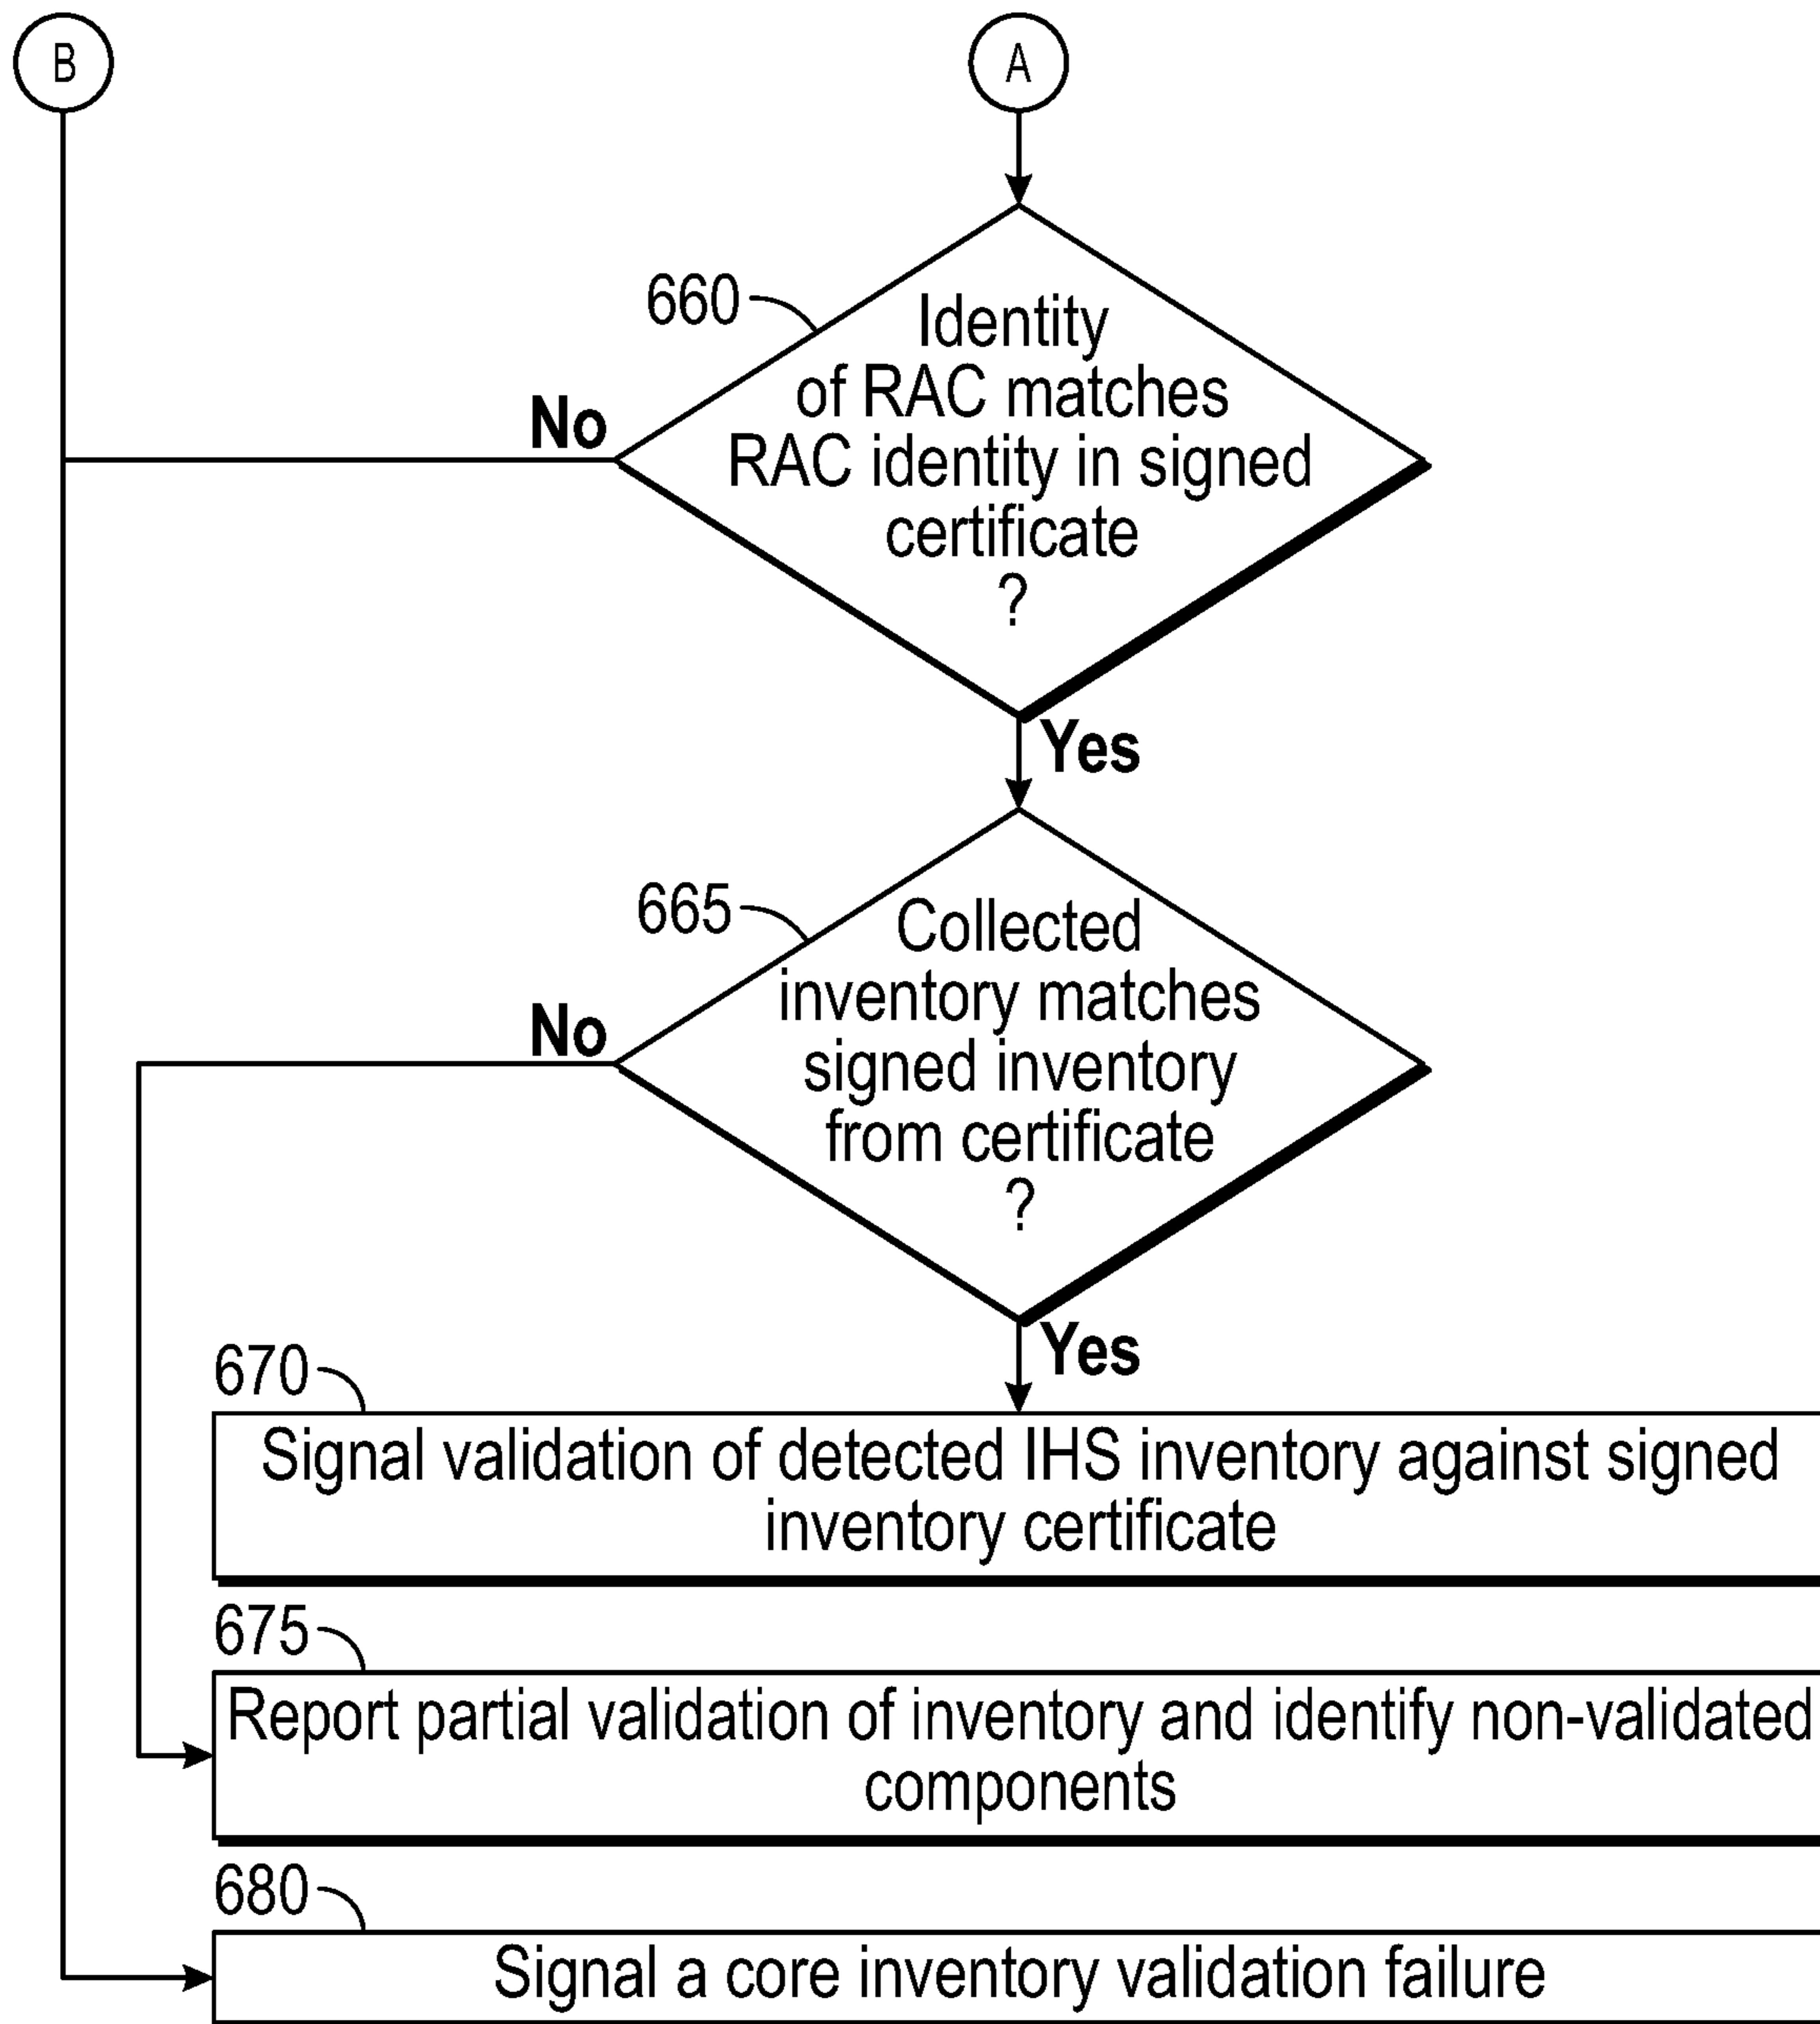 B
A
660
Identity
of RAC matches
RAC identity in signed
certificate
?
No
Yes
665
Collected
inventory matches
signed inventory
from certificate
?
No
Yes
670
Signal validation of detected IHS inventory against signed
inventory certificate
675
Report partial validation of inventory and identify non-validated
components
680
Signal a core inventory validation failure